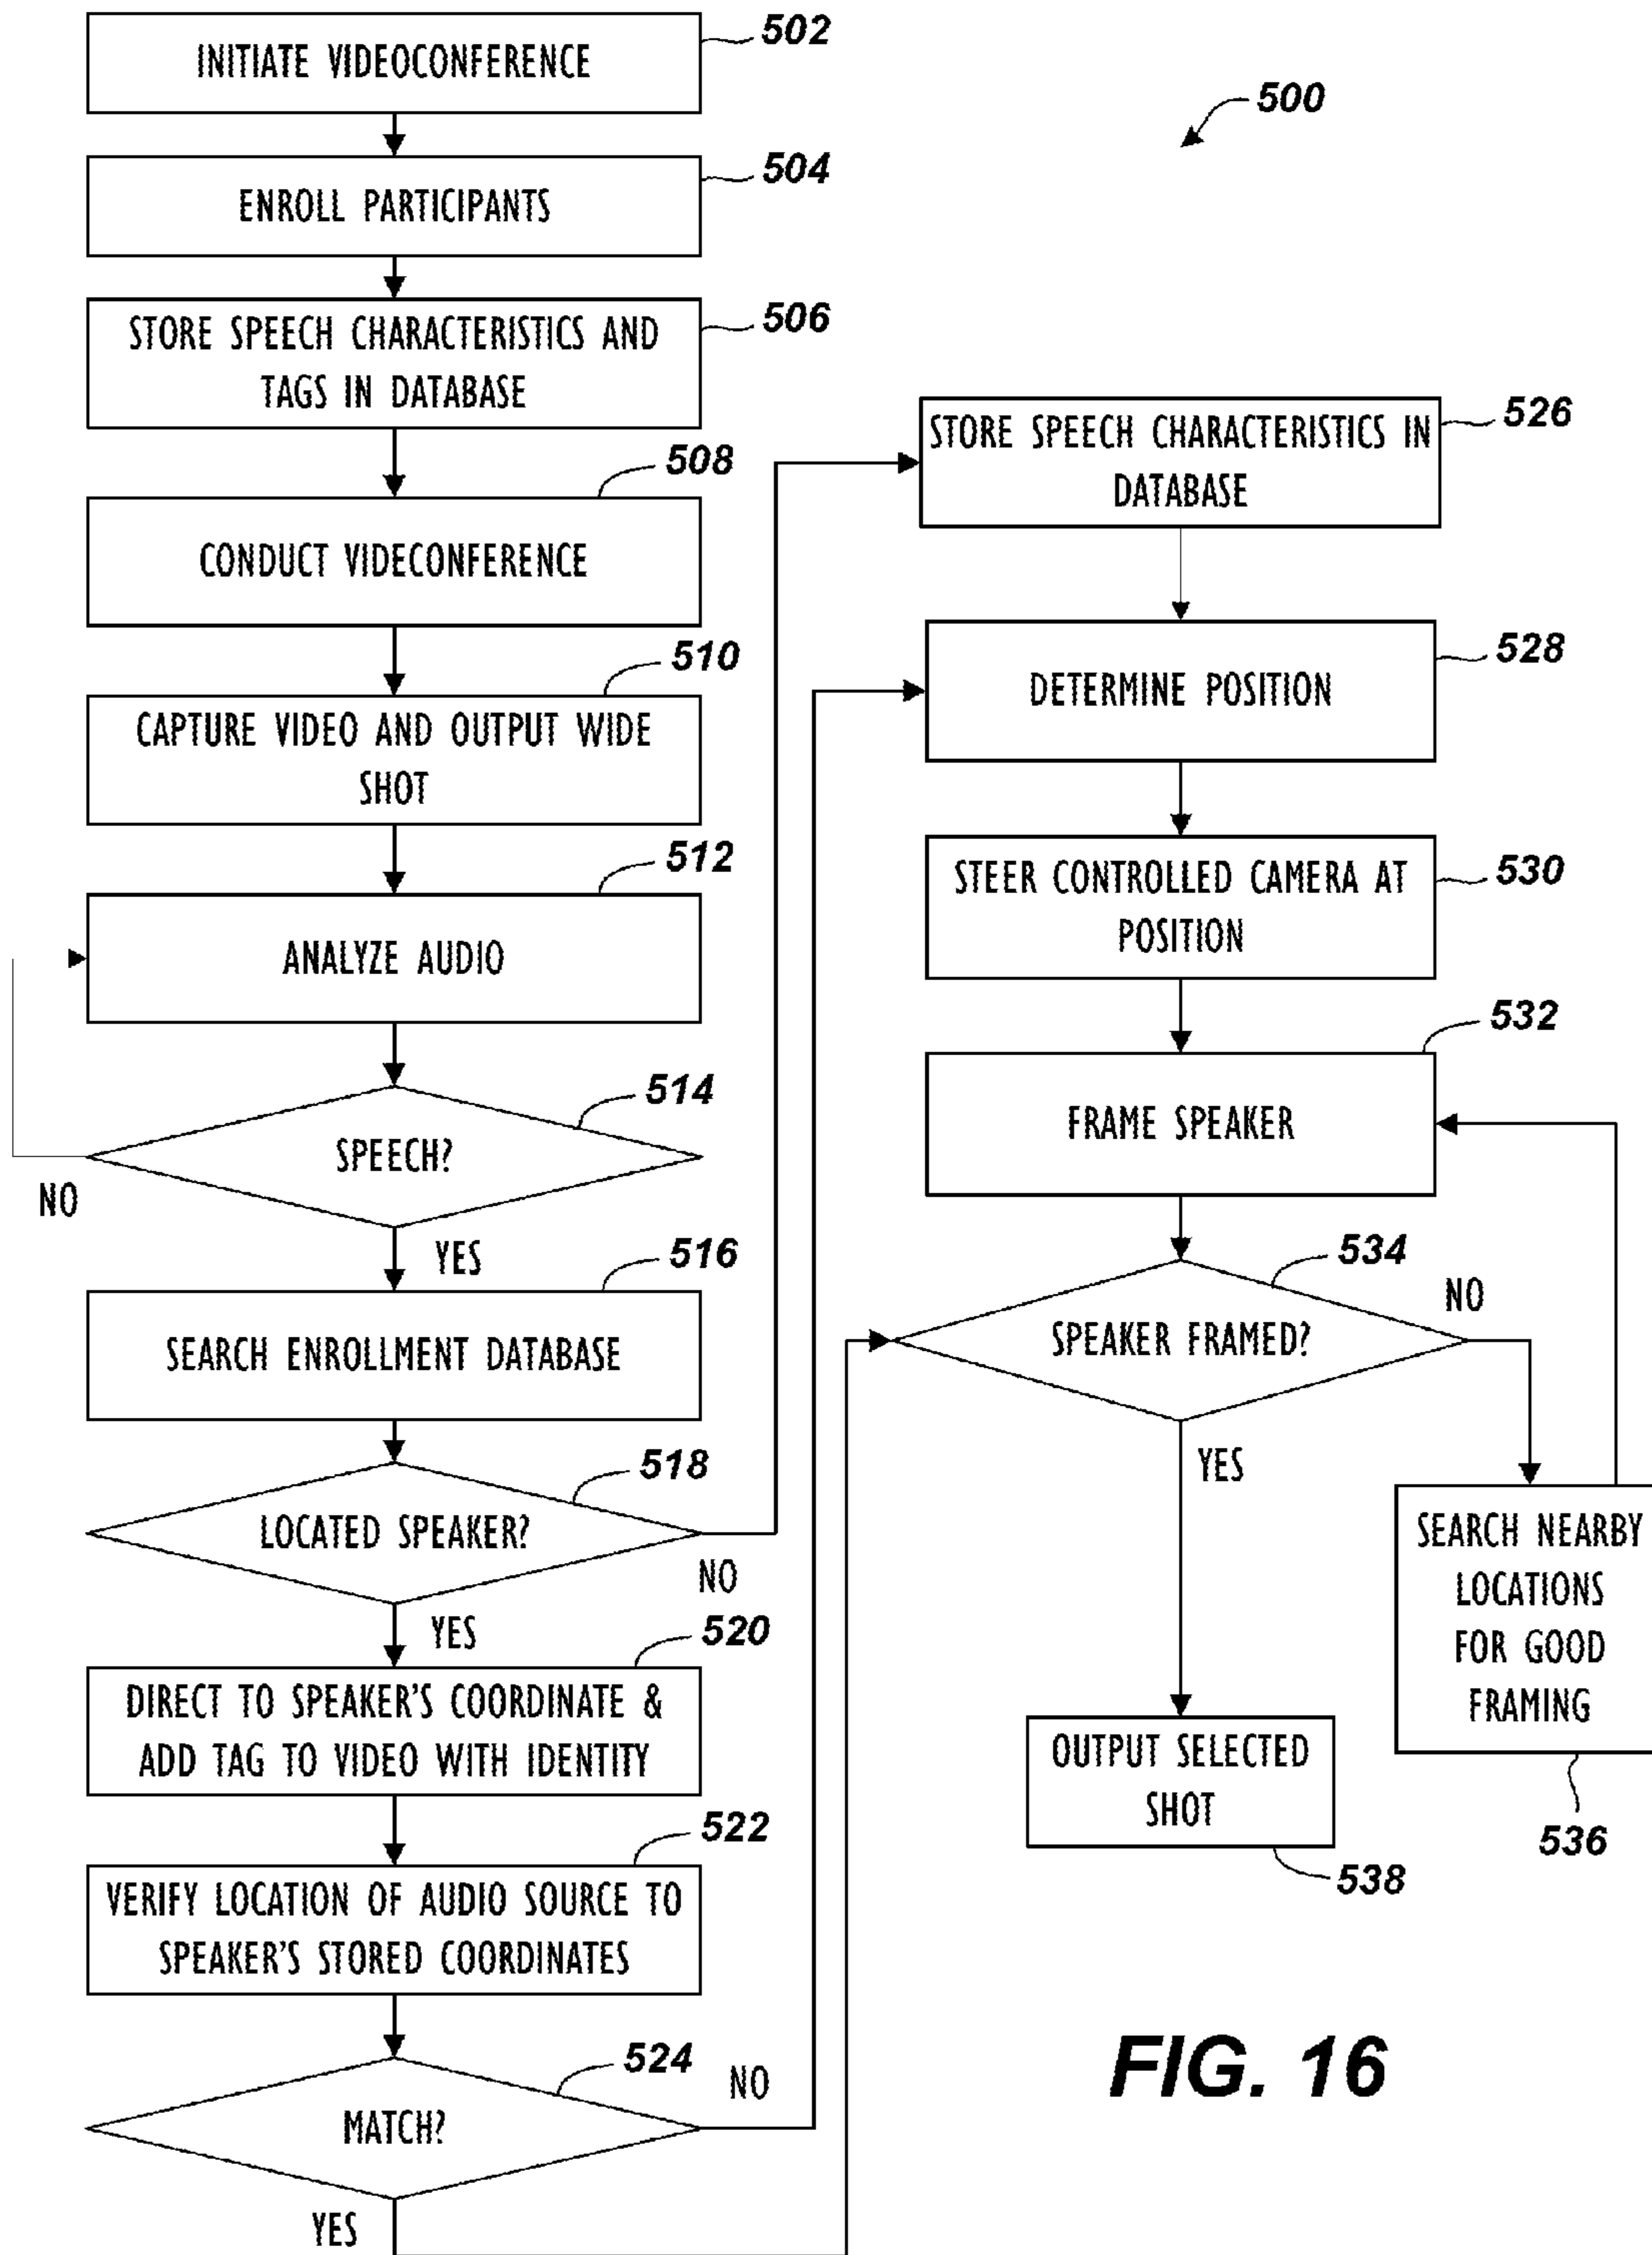 502
INITIATE VIDEOCONFERENCE
500
504
ENROLL PARTICIPANTS
506
STORE SPEECH CHARACTERISTICS AND
TAGS IN DATABASE
508
CONDUCT VIDECONFERENCE
510
CAPTURE VIDEO AND OUTPUT WIDE
SHOT
512
ANALYZE AUDIO
514
SPEECH?
NO
YES
516
SEARCH ENROLLMENT DATABASE
518
LOCATED SPEAKER?
NO
YES
520
DIRECT TO SPEAKER'S COORDINATE &
ADD TAG TO VIDEO WITH IDENTITY
522
VERIFY LOCATION OF AUDIO SOURCE TO
SPEAKER'S STORED COORDINATES
524
NO
MATCH?
YES
526
STORE SPEECH CHARACTERISTICS IN
DATABASE
528
DETERMINE POSITION
530
STEER CONTROLLED CAMERA AT
POSITION
532
FRAME SPEAKER
534
NO
SPEAKER FRAMED?
YES
SEARCH NEARBY
LOCATIONS
FOR GOOD
FRAMING
536
OUTPUT SELECTED
SHOT
538
FIG. 16